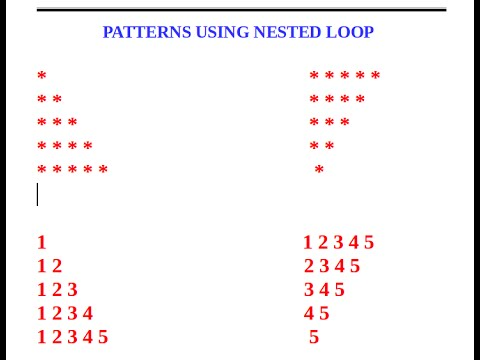 PATTERNS USING NESTED LOOP
* * * * * *
* * * * * *
* * * * * *
* * * * * *
* * * * * *
1 1 2 3 4 5
1 2 2 3 4 5
1 2 3 3 4 5
1 2 3 4 4 5
1 2 3 4 5 5